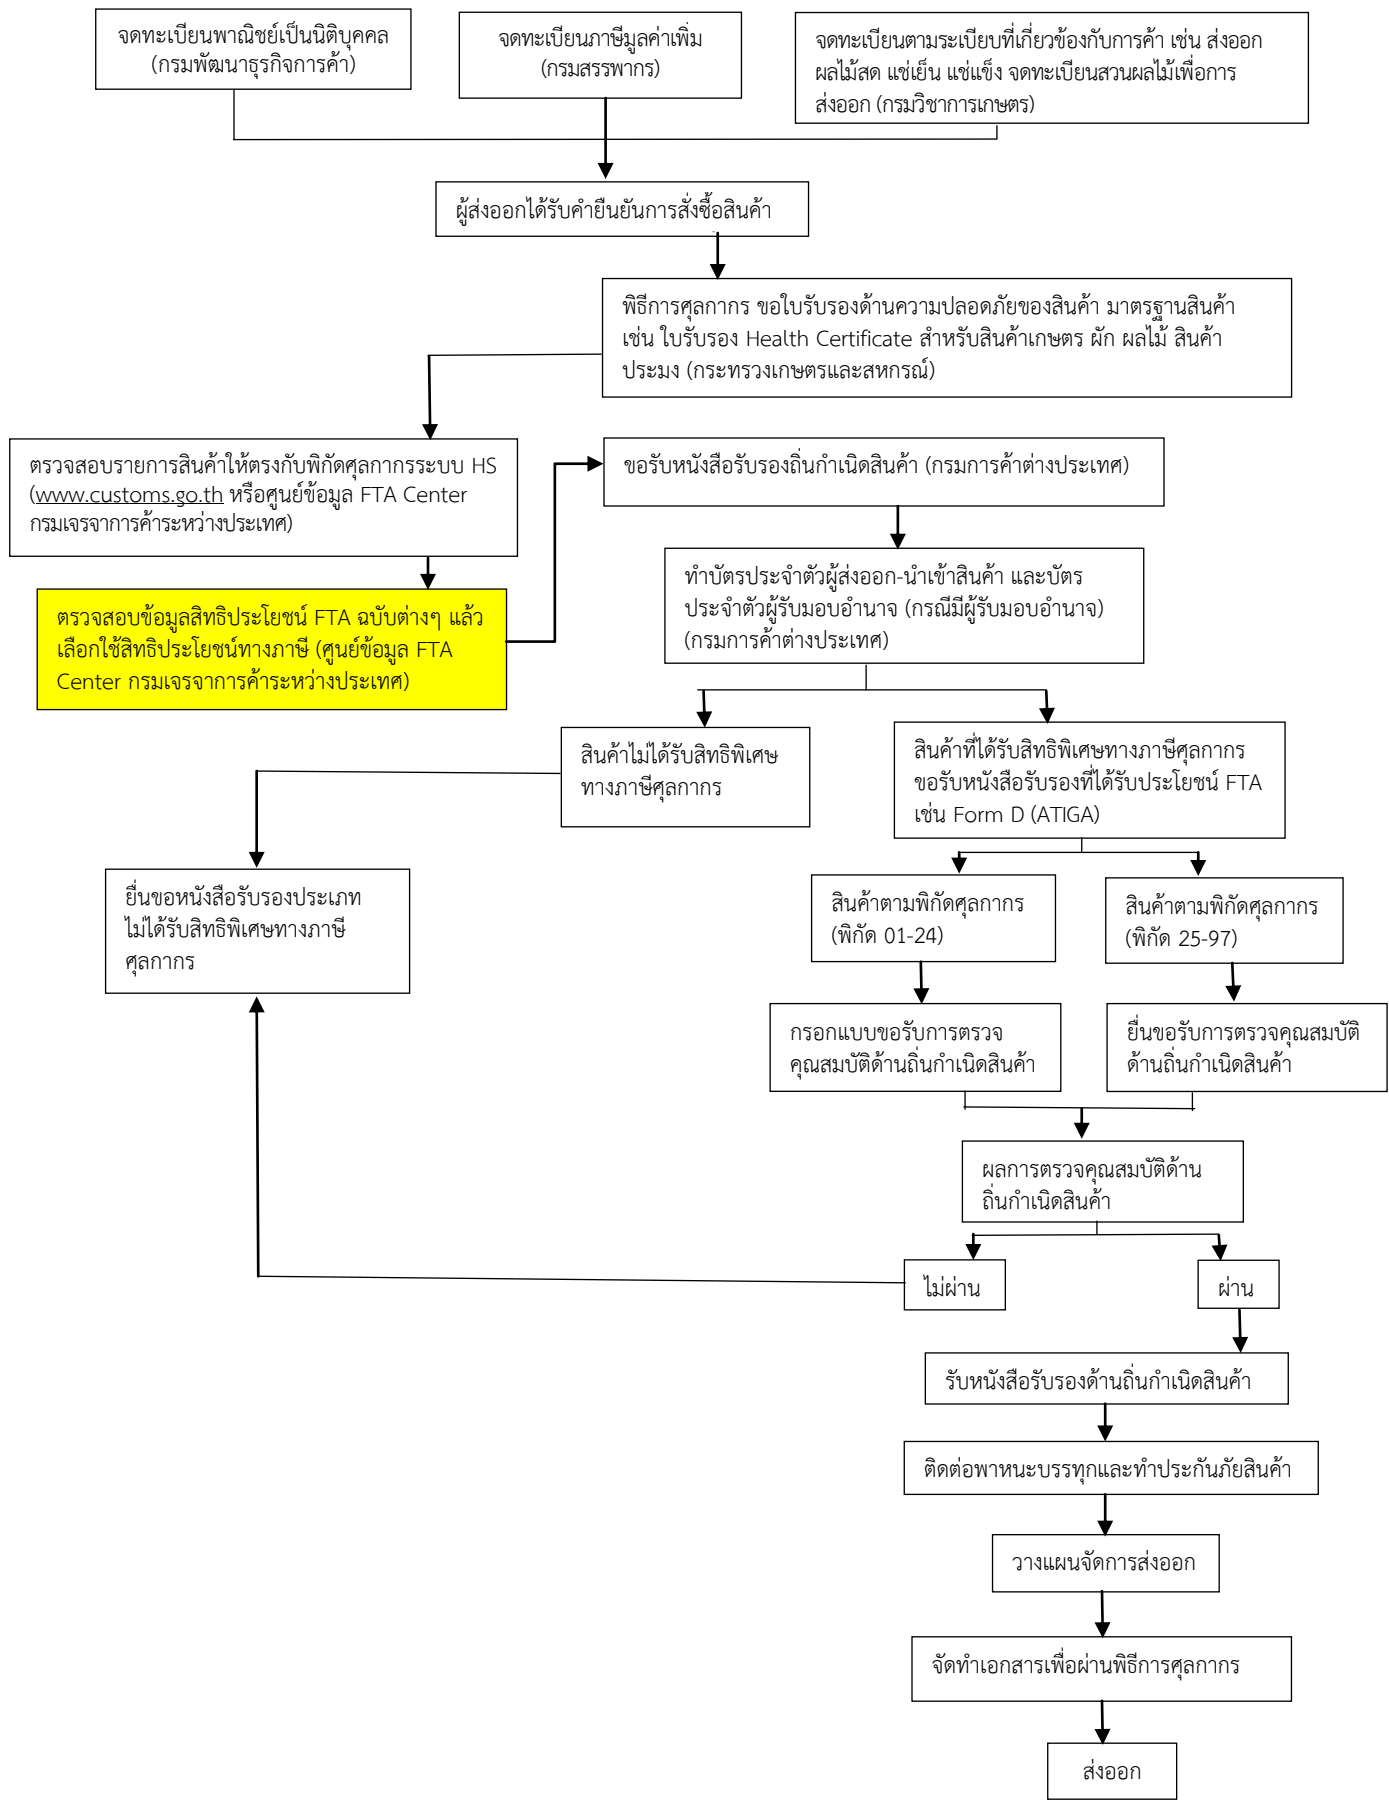 จดทะเบียนพาณิชย์เป็นนิติบุคคล
(กรมพัฒนาธุรกิจการค้า)
จดทะเบียนภาษีมูลค่าเพิ่ม
(กรมสรรพากร)
จดทะเบียนตามระเบียบที่เกี่ยวข้องกับการค้า เช่น ส่งออก
ผลไม้สด แช่เย็น แช่แข็ง จดทะเบียนสวนผลไม้เพื่อการ
ส่งออก (กรมวิชาการเกษตร)
ผู้ส่งออกได้รับคำยืนยันการสั่งซื้อสินค้า
พิธีการศุลกากร ขอใบรับรองด้านความปลอดภัยของสินค้า มาตรฐานสินค้า
เช่น ใบรับรอง Health Certificate สำหรับสินค้าเกษตร ผัก ผลไม้ สินค้า
ประมง (กระทรวงเกษตรและสหกรณ์)
ตรวจสอบรายการสินค้าให้ตรงกับพิกัดศุลกากรระบบ HS
(www.customs.go.th หรือศูนย์ข้อมูล FTA Center
กรมเจรจาการค้าระหว่างประเทศ)
ขอรับหนังสือรับรองถิ่นกำเนิดสินค้า (กรมการค้าต่างประเทศ)
ตรวจสอบข้อมูลสิทธิประโยชน์ FTA ฉบับต่างๆ แล้ว
เลือกใช้สิทธิประโยชน์ทางภาษี (ศูนย์ข้อมูล FTA
Center กรมเจรจาการค้าระหว่างประเทศ)
ทำบัตรประจำตัวผู้ส่งออก-นำเข้าสินค้า และบัตร
ประจำตัวผู้รับมอบอำนาจ (กรณีมีผู้รับมอบอำนาจ)
(กรมการค้าต่างประเทศ)
สินค้าไม่ได้รับสิทธิพิเศษ
ทางภาษีศุลกากร
สินค้าที่ได้รับสิทธิพิเศษทางภาษีศุลกากร
ขอรับหนังสือรับรองที่ได้รับประโยชน์ FTA
เช่น Form D (ATIGA)
ยื่นขอหนังสือรับรองประเภท
ไม่ได้รับสิทธิพิเศษทางภาษี
ศุลกากร
สินค้าตามพิกัดศุลกากร
(พิกัด 01-24)
สินค้าตามพิกัดศุลกากร
(พิกัด 25-97)
กรอกแบบขอรับการตรวจ
คุณสมบัติด้านถิ่นกำเนิดสินค้า
ยื่นขอรับการตรวจคุณสมบัติ
ด้านถิ่นกำเนิดสินค้า
ผลการตรวจคุณสมบัติด้าน
ถิ่นกำเนิดสินค้า
ไม่ผ่าน
ผ่าน
รับหนังสือรับรองด้านถิ่นกำเนิดสินค้า
ติดต่อพาหนะบรรทุกและทำประกันภัยสินค้า
วางแผนจัดการส่งออก
จัดทำเอกสารเพื่อผ่านพิธีการศุลกากร
ส่งออก